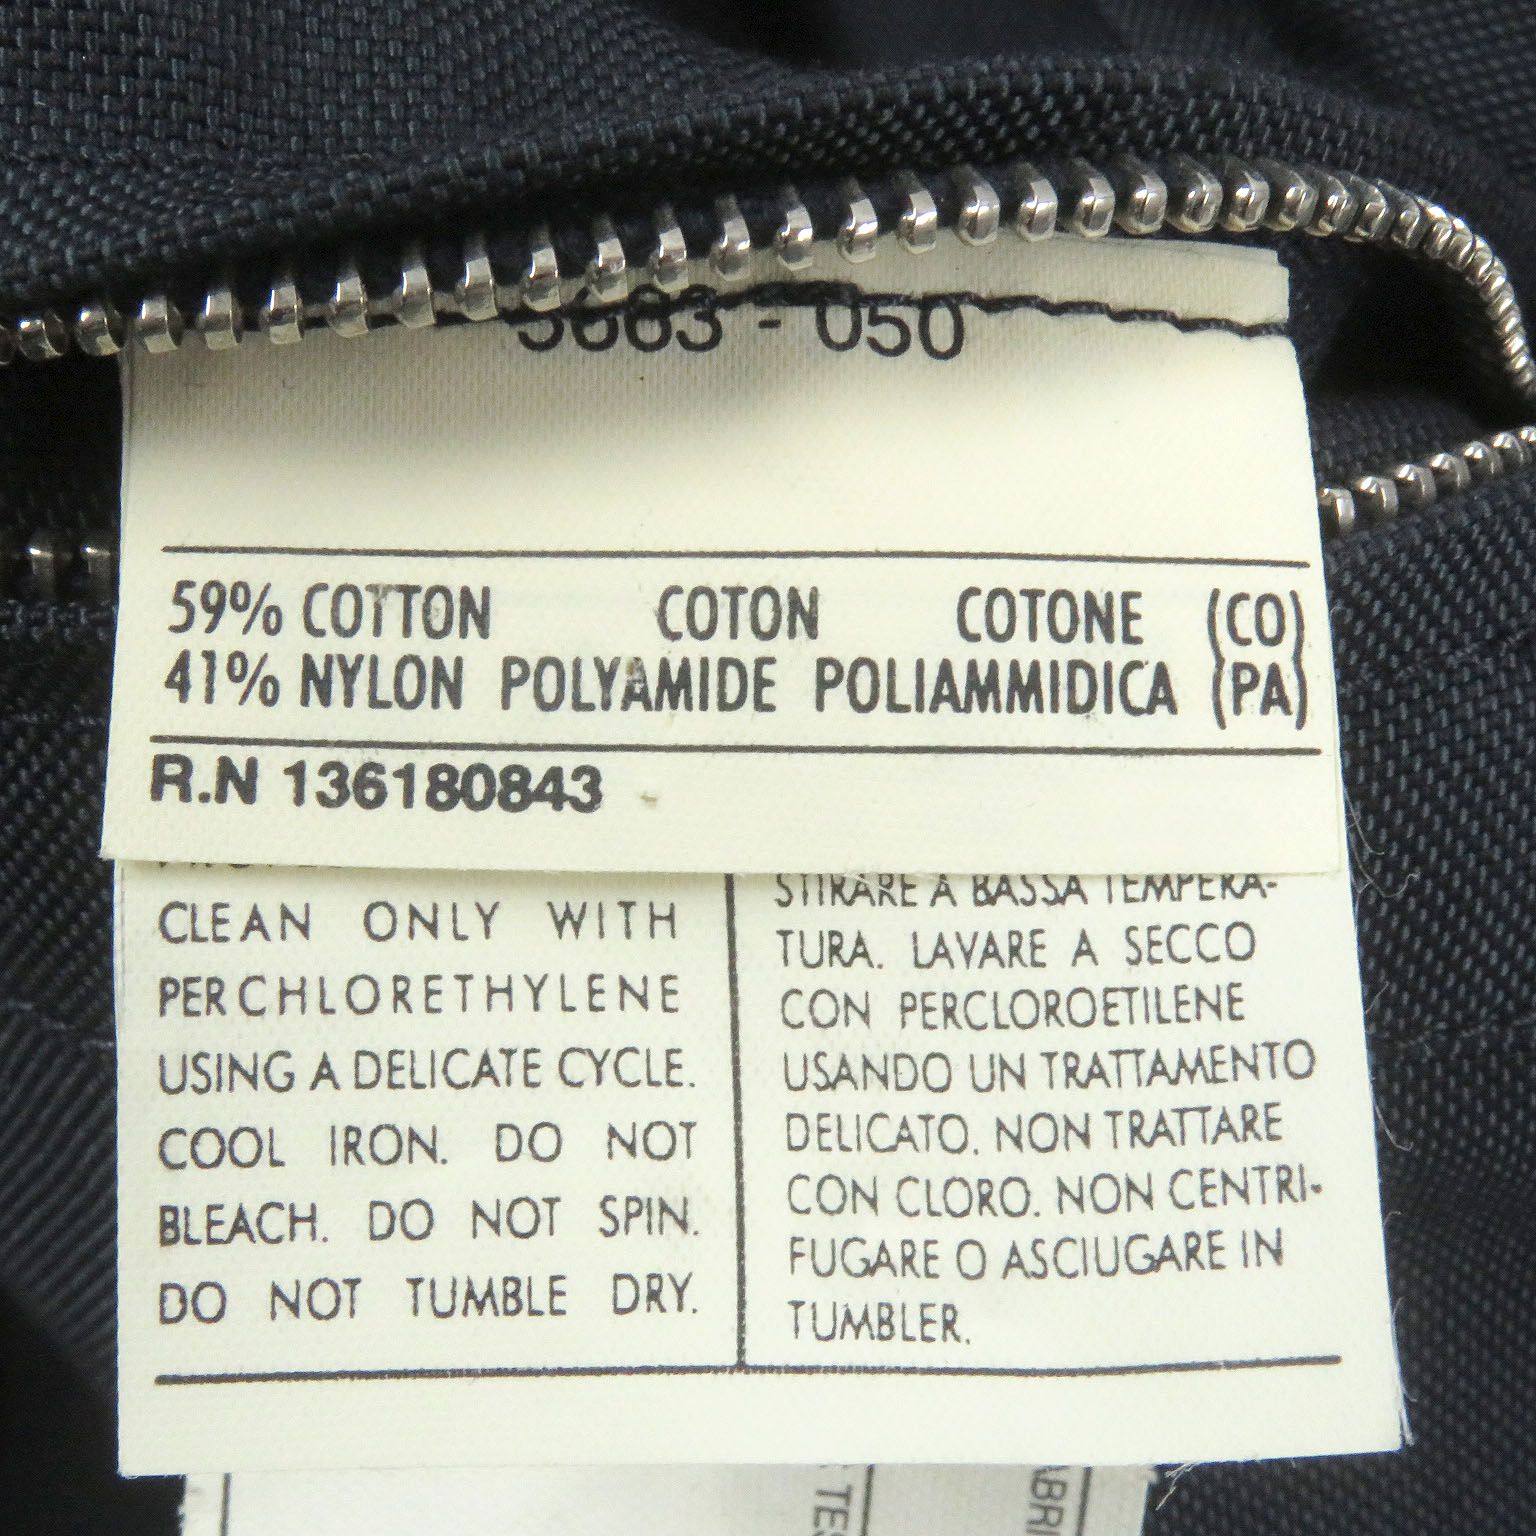 - 050
59% COTTON COTON COTONE (CO)
41% NYLON POLYAMIDE POLIAMMIDICA (PA)
R.N 136180843
CLEAN ONLY WITH
PERCHLORETHYLENE
USING A DELICATE CYCLE.
COOL IRON. DO NOT
BLEACH. DO NOT SPIN.
DO NOT TUMBLE DRY.
STIRARE A BASSA TEMPERA-
TURA. LAVARE A SECCO
CON PERCLOROETILENE
USANDO UN TRATTAMENTO
DELICATO. NON TRATTARE
CON CLORO. NON CENTRI-
FUGARE O ASCIUGARE IN
TUMBLER.